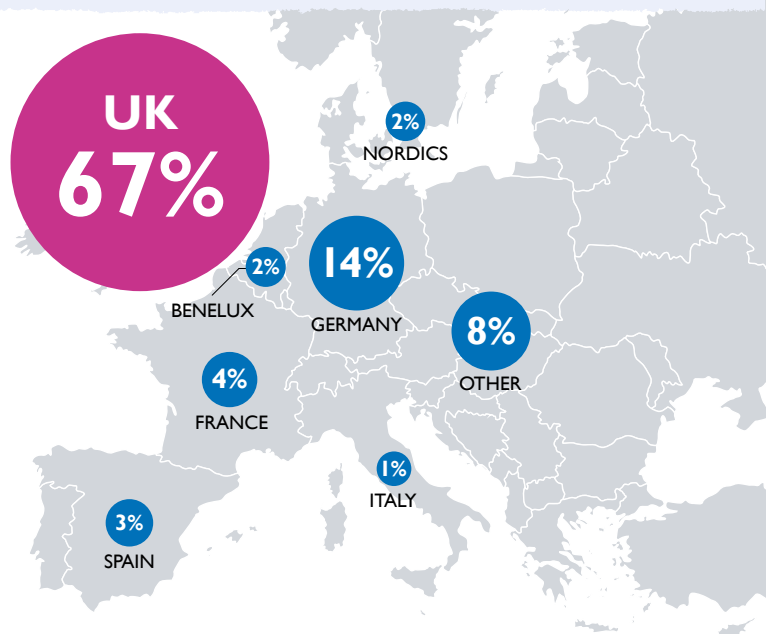 UK
67%
2%
NORDICS
2%
BENELUX
14%
GERMANY
8%
OTHER
4%
FRANCE
1%
ITALY
3%
SPAIN